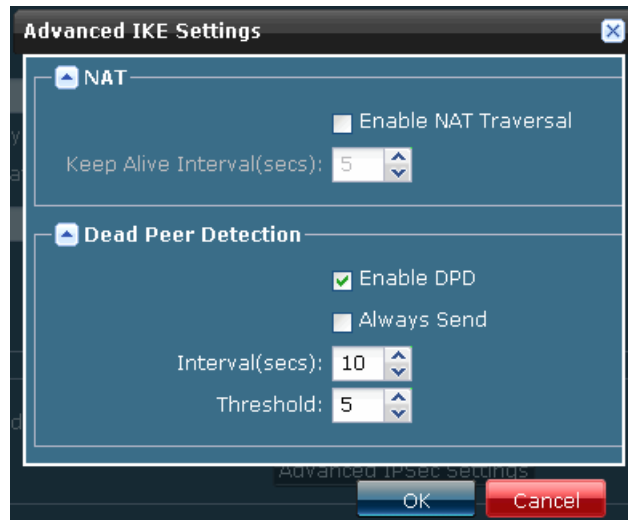 Advanced IKE Settings
NAT
Enable NAT Traversal
Keep Alive Interval(secs): 5
Dead Peer Detection
Enable DPD
Always Send
Interval(secs): 10
Threshold: 5
Advanced IPSec Settings
OK Cancel